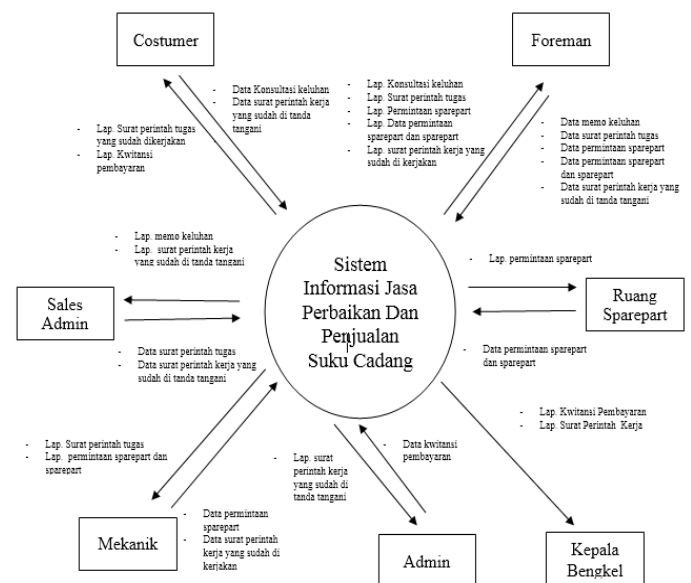 Costumer
Foreman
- Data Konsultasi keluhan
- Data surat perintah kerja
yang sudah di tanda
tangani
- Lap. Konsultasi keluhan
- Lap. Surat perintah tugas
- Lap. Permintaan sparepart
- Lap. Data permintaan
sparepart dan sparepart
- Lap. surat perintah kerja yang
sudah di kerjakan
- Lap. Surat perintah tugas
yang sudah dikerjakan
- Lap. Kwitansi
pembayaran
- Data memo keluhan
- Data surat perintah tugas
- Data permintaan sparepart
- Data permintaan sparepart
dan sparepart
- Data surat perintah kerja yang
sudah di tanda tangani
- Lap. memo keluhan
- Lap. surat perintah kerja
yang sudah di tanda tangani
Sistem
Informasi Jasa
Perbaikan Dan
Penjualan
Suku Cadang
- Lap. permintaan sparepart
Sales
Admin
Ruang
Sparepart
- Data surat perintah tugas
- Data surat perintah kerja yang
sudah di tanda tangani
- Data permintaan sparepart
dan sparepart
- Lap. Kwitansi Pembayaran
- Lap. Surat Perintah Kerja
- Lap. Surat perintah tugas
- Lap. permintaan sparepart dan
sparepart
- Lap. surat
perintah kerja
yang sudah di
tanda tangani
- Data kwitansi
pembayaran
Mekanik
- Data permintaan
sparepart
- Data surat perintah
kerja yang sudah di
kerjakan
Admin
Kepala
Bengkel